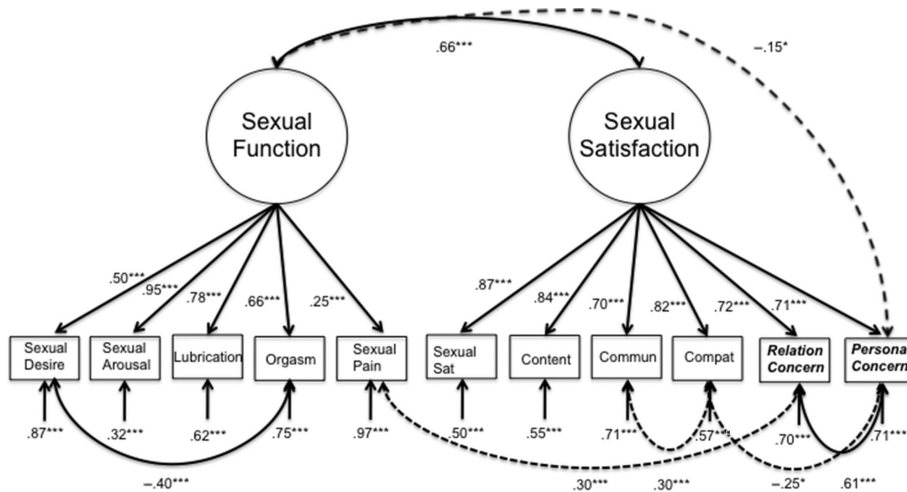 .66***
–.15*
Sexual
Function
Sexual
Satisfaction
.50***
.95***
.78***
.66***
.25***
.87***
.84***
.70***
.82***
.72***
.71***
Sexual
Desire
Sexual
Arousal
Lubrication
Orgasm
Sexual
Pain
Sexual
Sat
Content
Commun
Compat
Relation
Concern
Personal
Concern
.87***
.32***
.62***
.75***
.97***
.50***
.55***
.71***
.57***
.70***
.71***
–.40***
.30***
.30***
–.25*
.61***